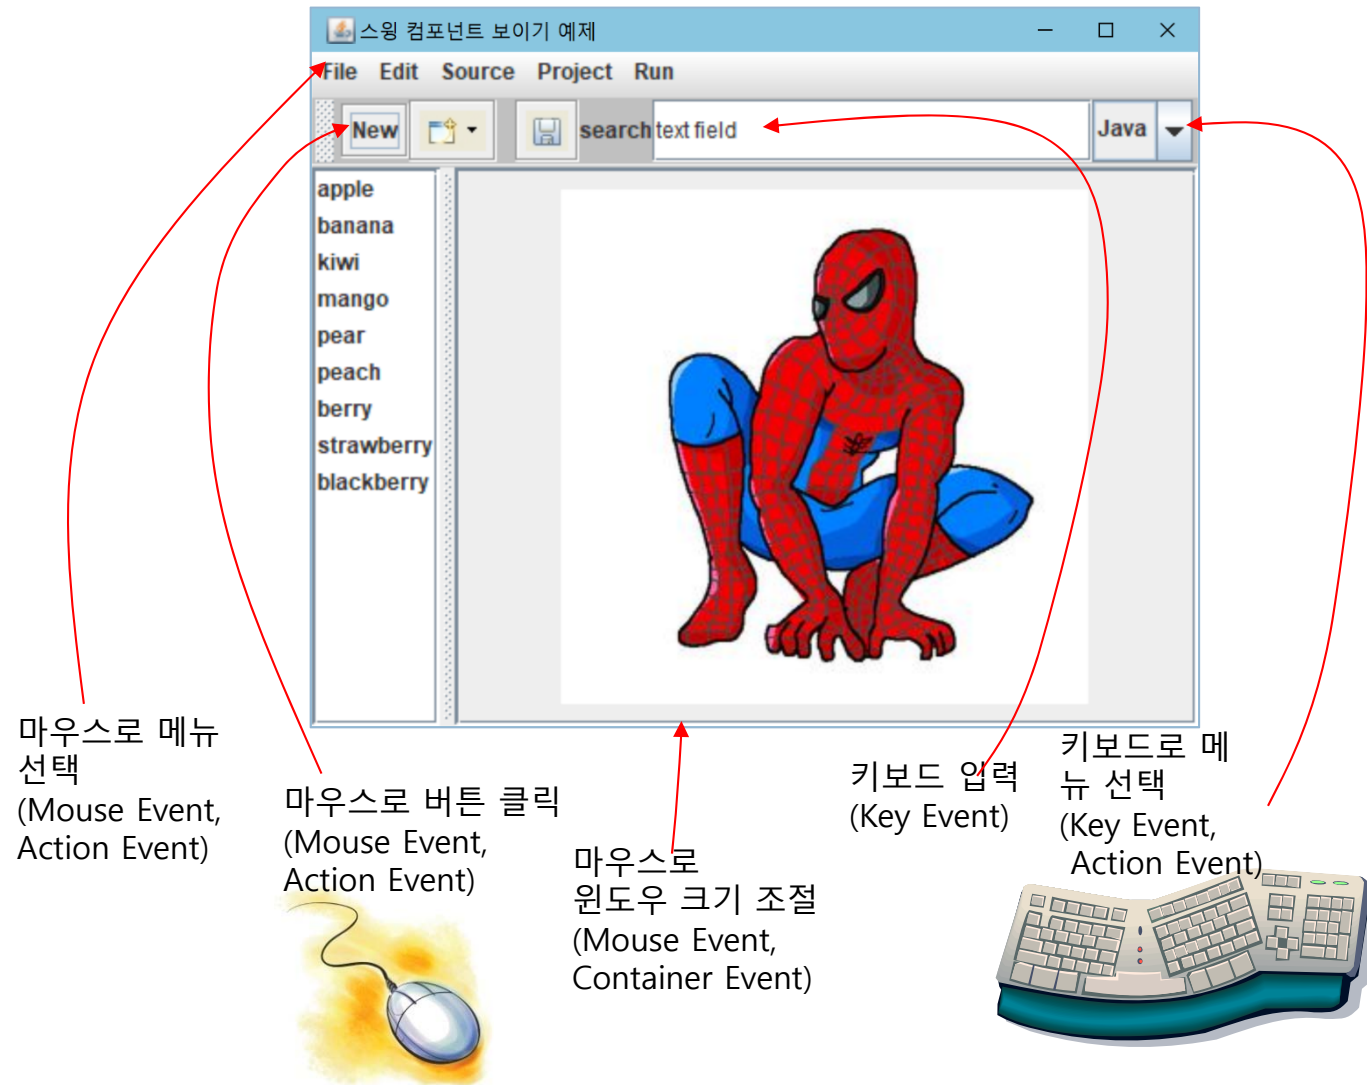 스윙 컴포넌트 보이기 예제
File Edit Source Project Run
New search text field Java
apple
banana
kiwi
mango
pear
peach
berry
strawberry
blackberry
마우스로 메뉴
선택
(Mouse Event,
Action Event)
마우스로 버튼 클릭
(Mouse Event,
Action Event)
마우스로
윈도우 크기 조절
(Mouse Event,
Container Event)
키보드 입력
(Key Event)
키보드로 메
뉴 선택
(Key Event,
Action Event)